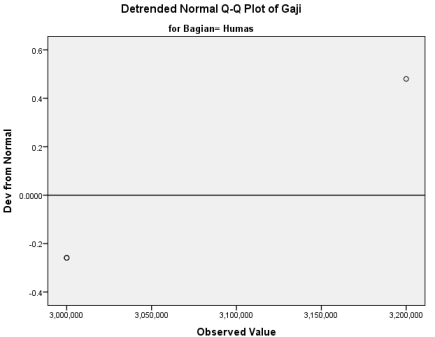 Detrended Normal Q-Q Plot of Gaji
for Bagian= Humas
Dev from Normal
0.6
0.4
0.2
0.0000
-0.2
-0.4
3,000,000 3,050,000 3,100,000 3,150,000 3,200,000
Observed Value